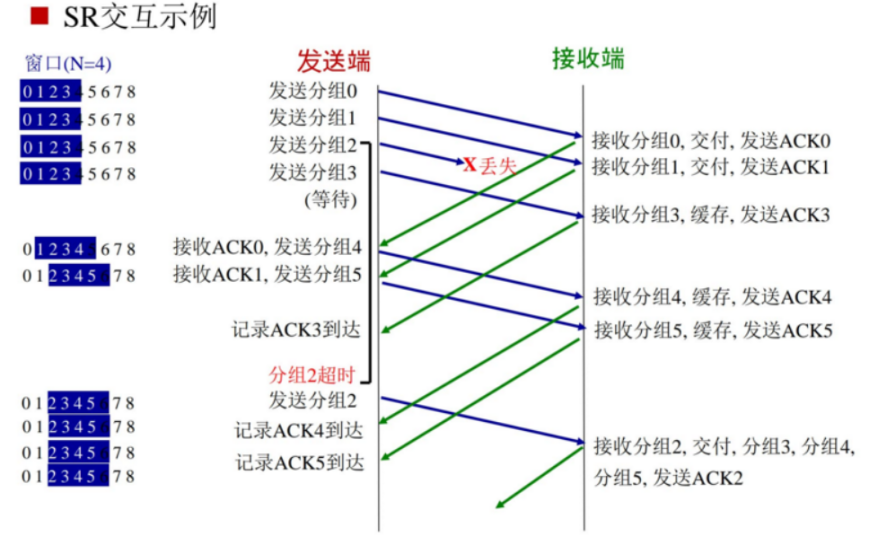 SR交互示例
窗口(N=4) 发送端 接收端
0 1 2 3 4 5 6 7 8 发送分组0
0 1 2 3 4 5 6 7 8 发送分组1 接收分组0, 交付, 发送ACK0
0 1 2 3 4 5 6 7 8 发送分组2 X丢失 接收分组1, 交付, 发送ACK1
0 1 2 3 4 5 6 7 8 发送分组3
(等待) 接收分组3, 缓存, 发送ACK3
0 1 2 3 4 5 6 7 8 接收ACK0, 发送分组4
0 1 2 3 4 5 6 7 8 接收ACK1, 发送分组5 接收分组4, 缓存, 发送ACK4
记录ACK3到达 接收分组5, 缓存, 发送ACK5
分组2超时
0 1 2 3 4 5 6 7 8 发送分组2
0 1 2 3 4 5 6 7 8 记录ACK4到达
0 1 2 3 4 5 6 7 8 记录ACK5到达 接收分组2, 交付, 分组3, 分组4,
0 1 2 3 4 5 6 7 8 分组5, 发送ACK2